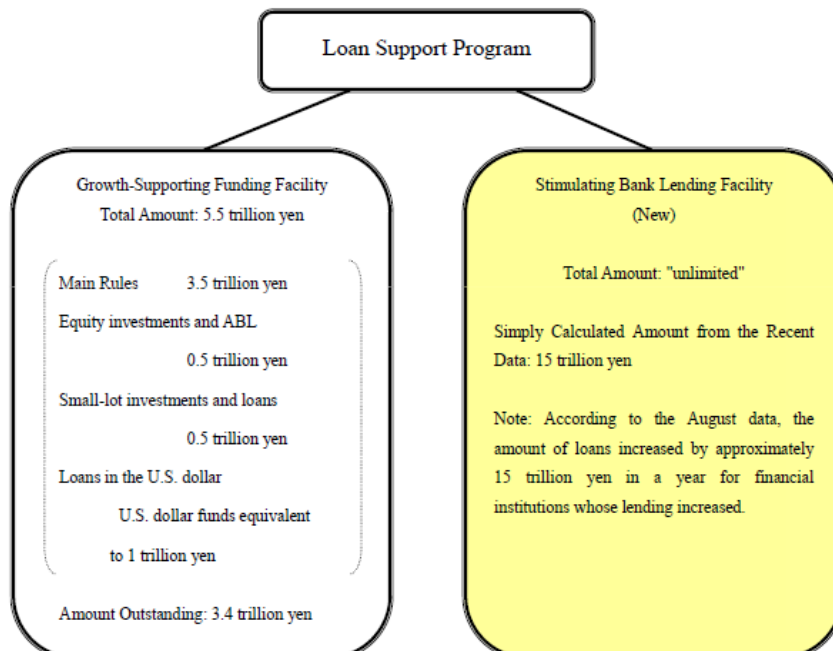 Loan Support Program
Growth-Supporting Funding Facility
Total Amount: 5.5 trillion yen
Main Rules 3.5 trillion yen
Equity investments and ABL
0.5 trillion yen
Small-lot investments and loans
0.5 trillion yen
Loans in the U.S. dollar
U.S. dollar funds equivalent
to 1 trillion yen
Amount Outstanding: 3.4 trillion yen
Stimulating Bank Lending Facility
(New)
Total Amount: "unlimited"
Simply Calculated Amount from the Recent
Data: 15 trillion yen
Note: According to the August data, the
amount of loans increased by approximately
15 trillion yen in a year for financial
institutions whose lending increased.